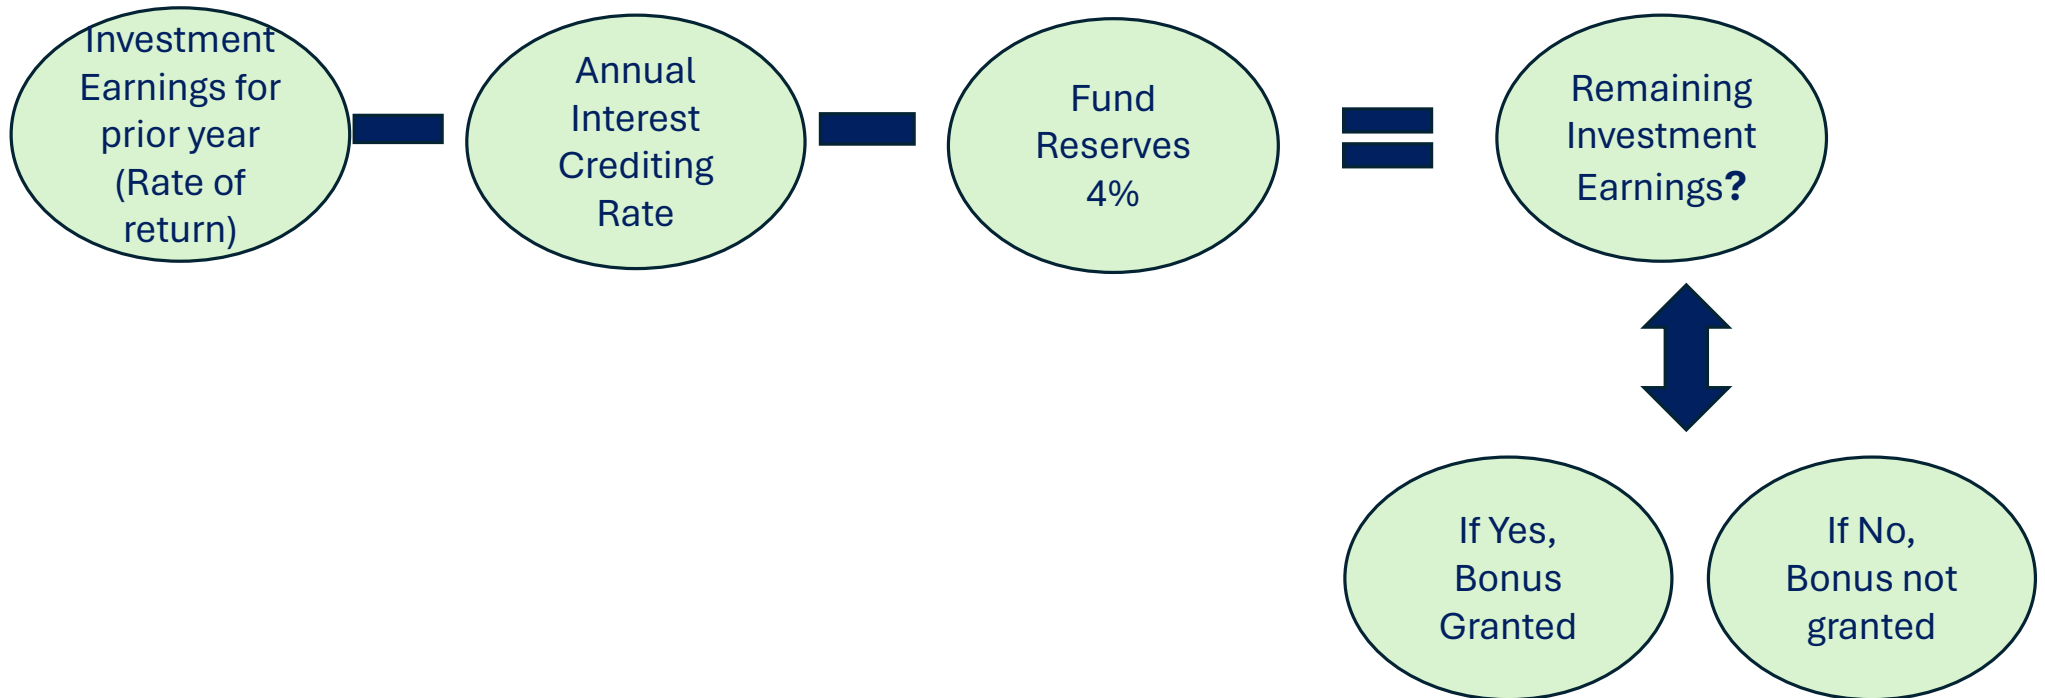 Investment
Earnings for
prior year
(Rate of
return)
Annual
Interest
Crediting
Rate
Fund
Reserves
4%
Remaining
Investment
Earnings?
If Yes,
Bonus
Granted
If No,
Bonus not
granted